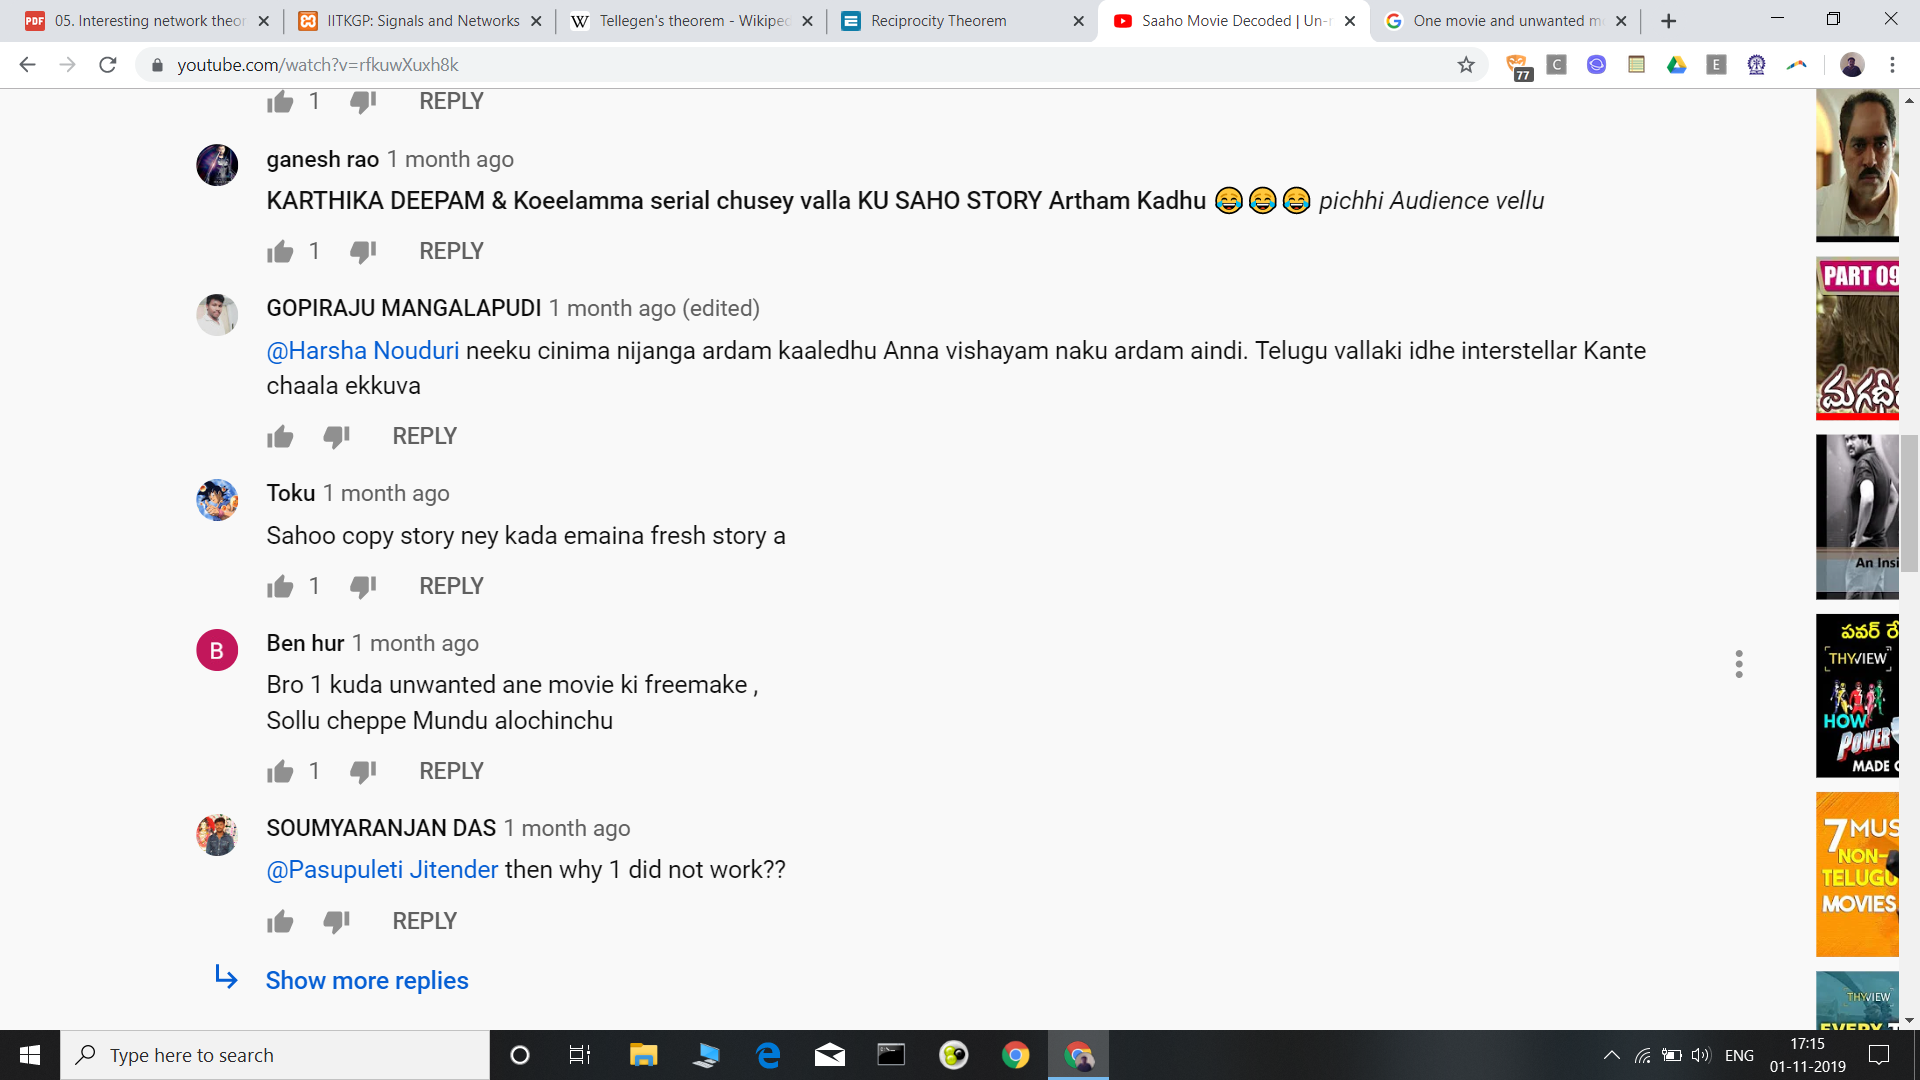 05. Interesting network theor
IITKGP: Signals and Networks
Tellegen's theorem - Wikiped
Reciprocity Theorem
Saaho Movie Decoded | Un-r
One movie and unwanted m
youtube.com/watch?v=rfkuwXuxh8k
77
1 REPLY
ganesh rao 1 month ago
KARTHIKA DEEPAM & Koeelamma serial chusey valla KU SAHO STORY Artham Kadhu 😂😂😂 pichhi Audience vellu
1 REPLY
GOPIRAJU MANGALAPUDI 1 month ago (edited)
@Harsha Nouduri neeku cinima nijanga ardam kaaledhu Anna vishayam naku ardam aindi. Telugu vallaki idhe interstellar Kante
chaala ekkuva
REPLY
Toku 1 month ago
Sahoo copy story ney kada emaina fresh story a
1 REPLY
B
Ben hur 1 month ago
Bro 1 kuda unwanted ane movie ki freemake ,
Sollu cheppe Mundu alochinchu
1 REPLY
SOUMYARANJAN DAS 1 month ago
@Pasupuleti Jitender then why 1 did not work??
REPLY
Show more replies
PART 09
మగధీ
An Insi
పవర్ రే
THYVIEW
HOW
POWER
MADE
7 MUS
NON-
TELUGU
MOVIES
THYVIEW
EVERY T
Type here to search
ENG
17:15
01-11-2019